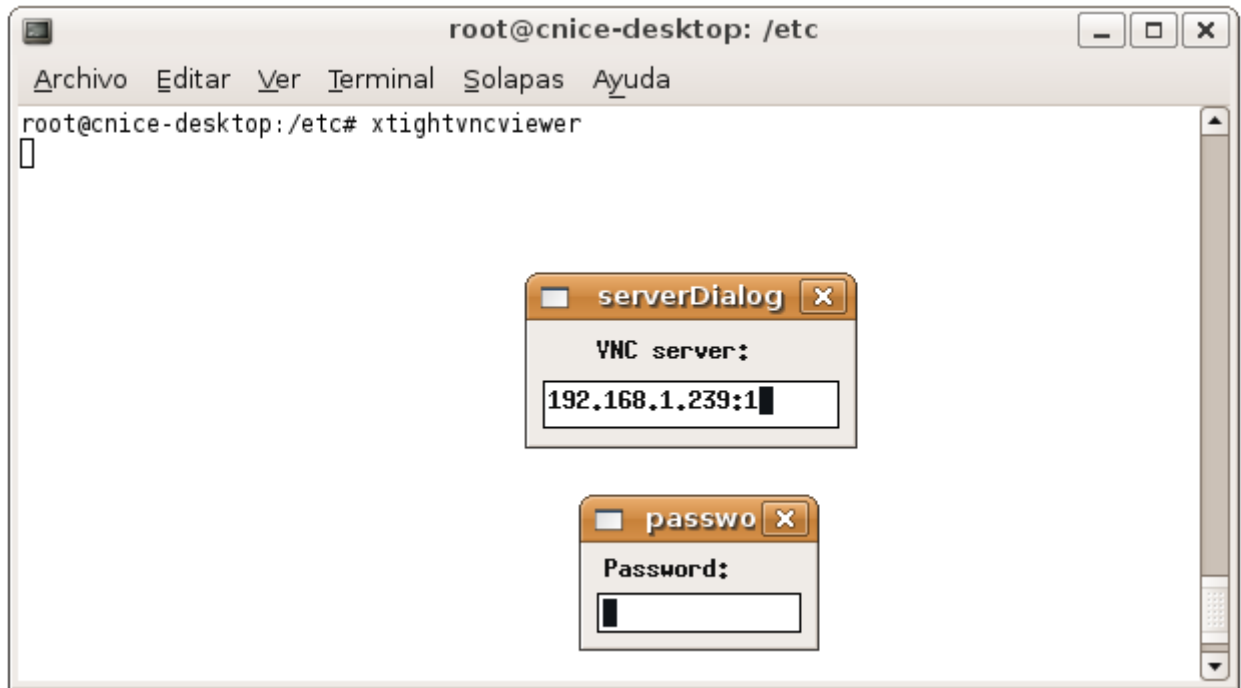 root@cnice-desktop: /etc
Archivo Editar Ver Terminal Solapas Ayuda
root@cnice-desktop:/etc# xtightvncviewer
serverDialog
VNC server:
192.168.1.239:1
passwo
Password: